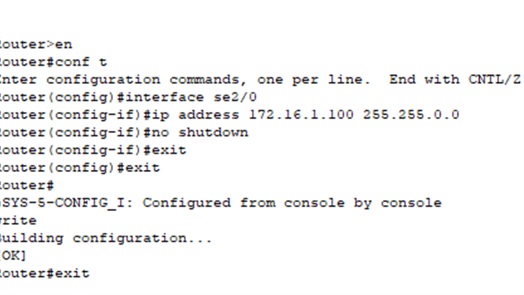 outer>en
outer#conf t
nter configuration commands, one per line.  End with CNTL/Z
outer(config)#interface se2/0
outer(config-if)#ip address 172.16.1.100 255.255.0.0
outer(config-if)#no shutdown
outer(config-if)#exit
outer(config)#exit
outer#
SYS-5-CONFIG_I: Configured from console by console
rite
uilding configuration...
OK]
outer#exit